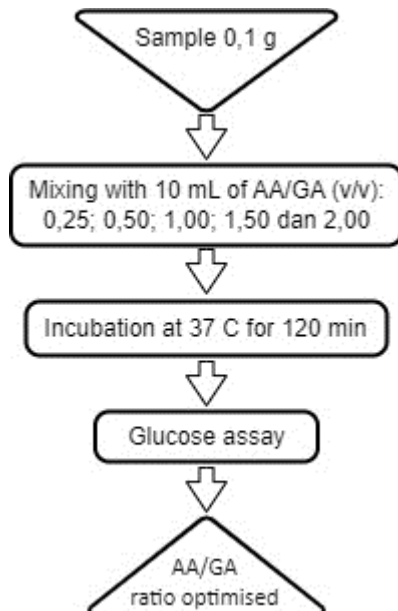 Sample 0,1 g
Mixing with 10 mL of AA/GA (v/v):
0,25; 0,50; 1,00; 1,50 dan 2,00
Incubation at 37 C for 120 min
Glucose assay
AA/GA
ratio optimised